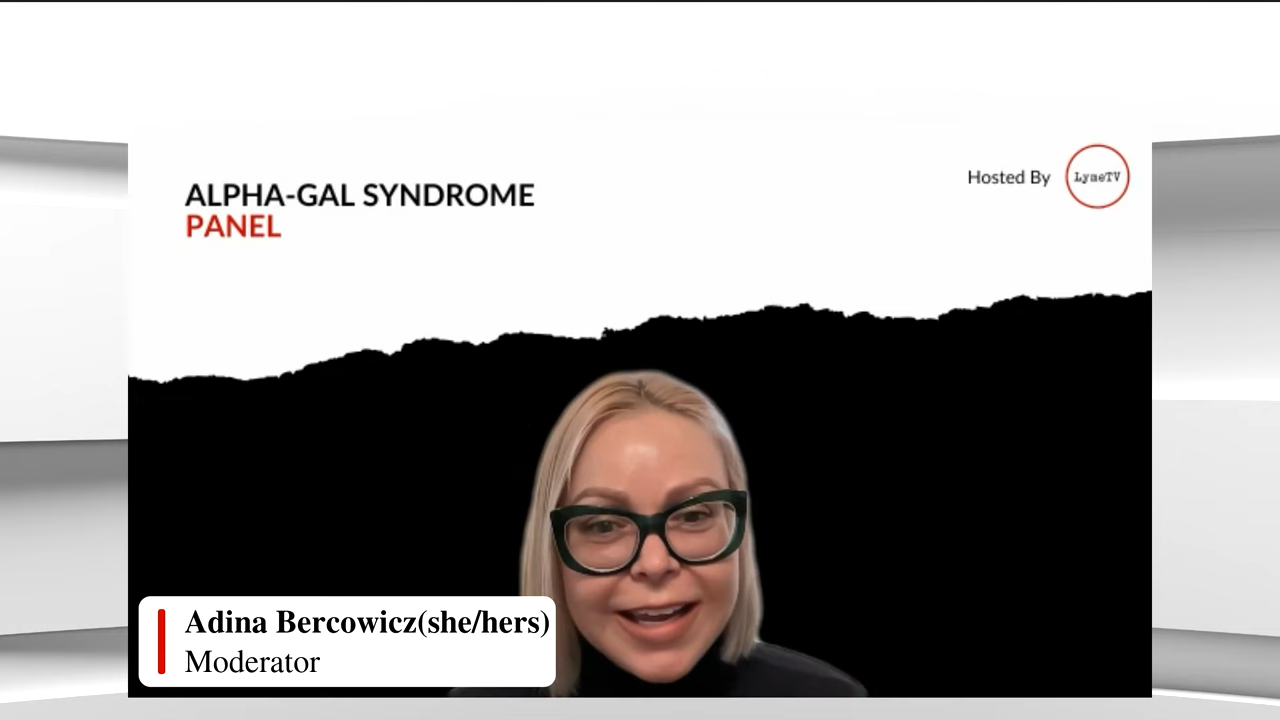 ALPHA-GAL SYNDROME
PANEL
Hosted By
LymeTV
Adina Bercowicz(she/hers)
Moderator